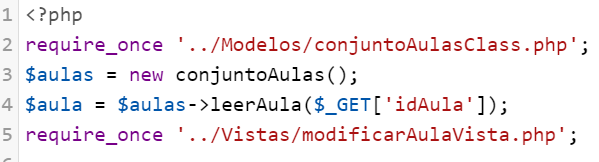 1 <?php
2 require_once '../Modelos/conjuntoAulasClass.php';
3 $aulas = new conjuntoAulas();
4 $aula = $aulas->leerAula($_GET['idAula']);
5 require_once '../Vistas/modificarAulaVista.php';